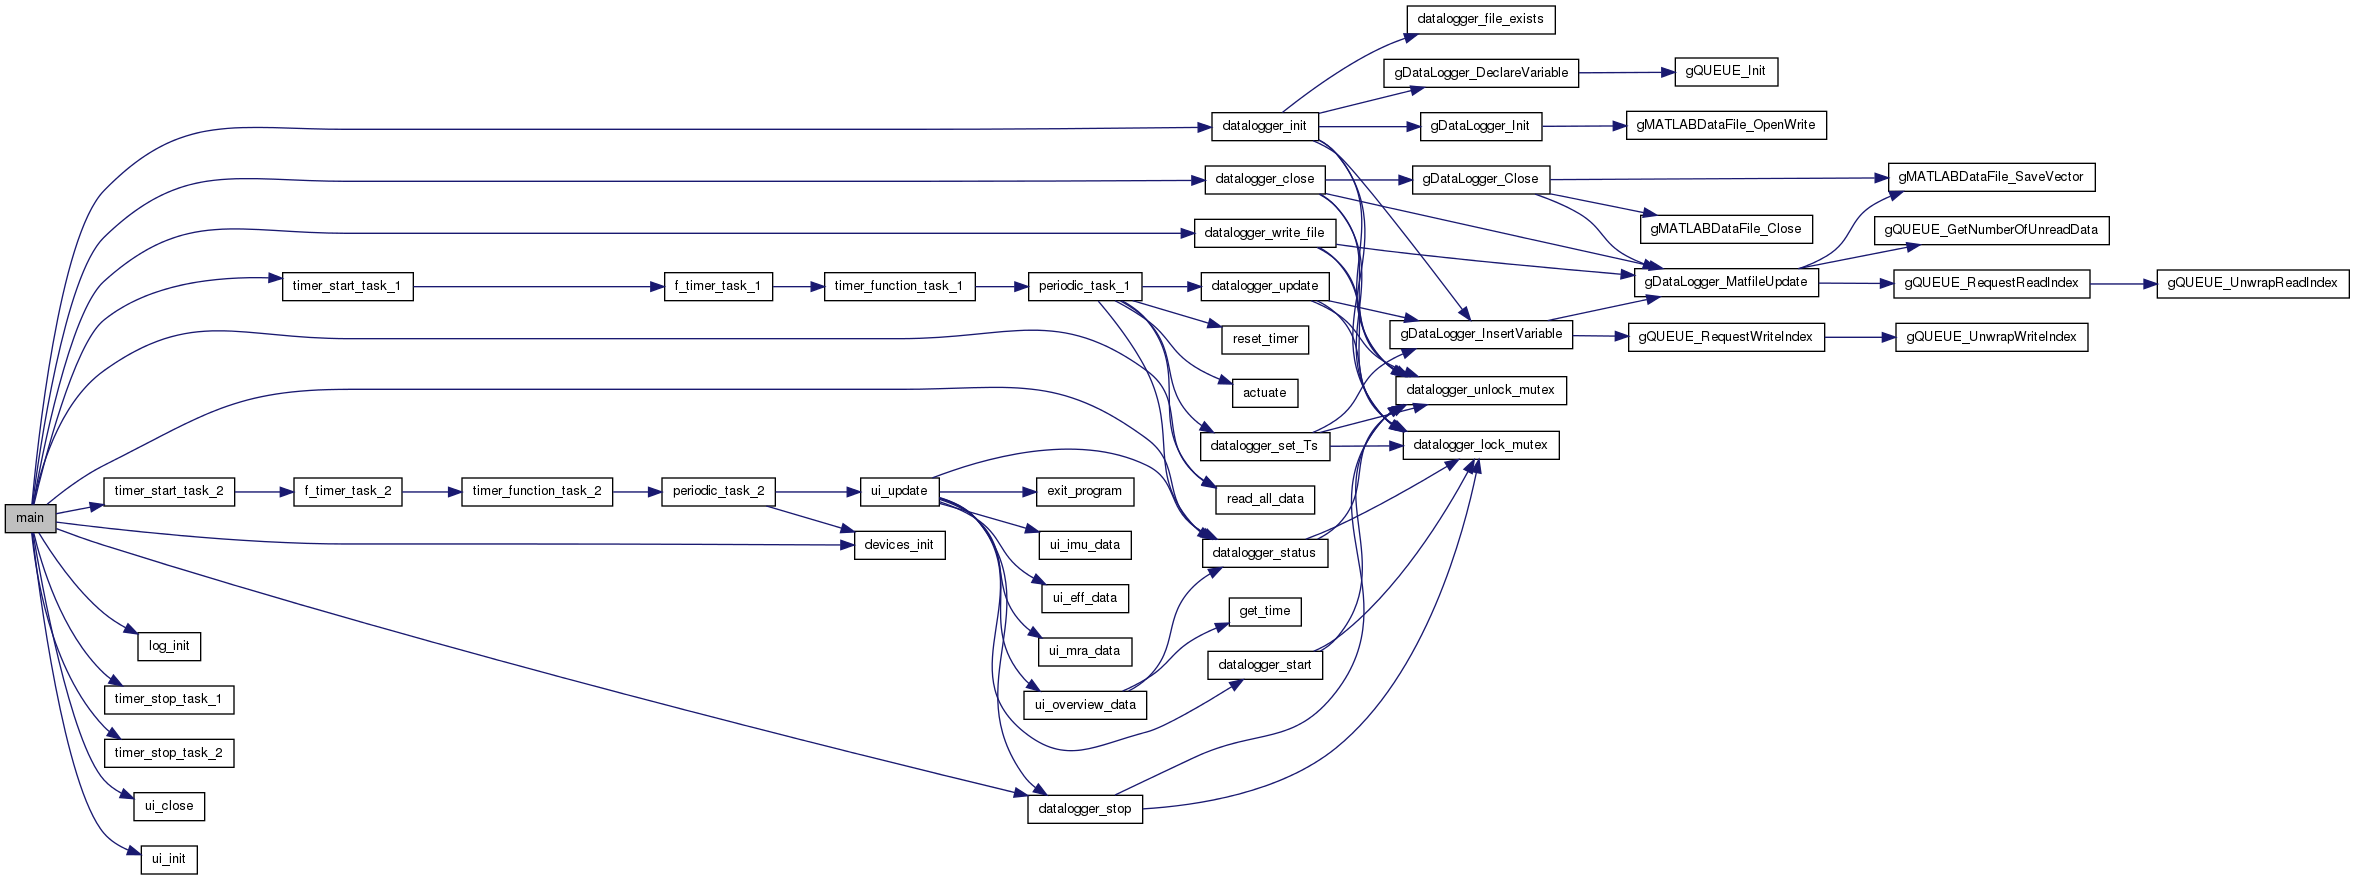 main
timer_start_task_2
log_init
timer_stop_task_1
timer_stop_task_2
ui_close
ui_init
timer_start_task_1
f_timer_task_2
timer_function_task_2
f_timer_task_1
periodic_task_2
timer_function_task_1
ui_update
devices_init
periodic_task_1
exit_program
ui_imu_data
ui_eff_data
ui_mra_data
ui_overview_data
datalogger_stop
datalogger_init
datalogger_close
datalogger_write_file
datalogger_update
reset_timer
actuate
datalogger_set_Ts
read_all_data
datalogger_status
get_time
datalogger_start
datalogger_file_exists
gDataLogger_DeclareVariable
gDataLogger_Init
gDataLogger_Close
gDataLogger_InsertVariable
datalogger_unlock_mutex
datalogger_lock_mutex
gQUEUE_Init
gMATLABDataFile_OpenWrite
gMATLABDataFile_Close
gDataLogger_MatfileUpdate
gQUEUE_RequestWriteIndex
gMATLABDataFile_SaveVector
gQUEUE_GetNumberOfUnreadData
gQUEUE_RequestReadIndex
gQUEUE_UnwrapWriteIndex
gQUEUE_UnwrapReadIndex